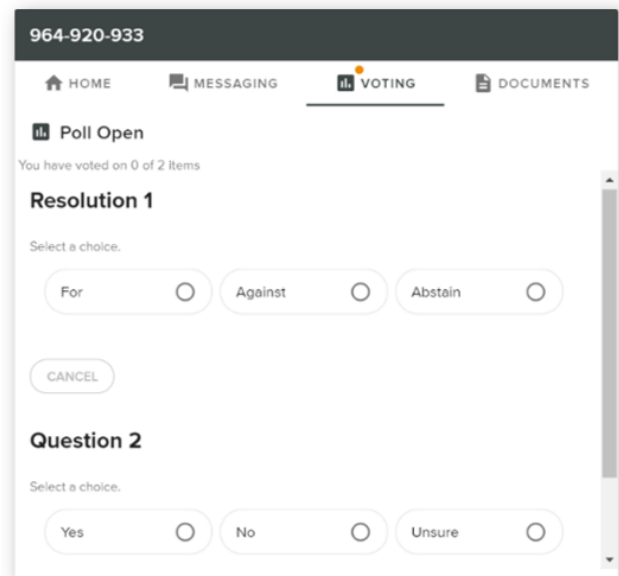 964-920-933
HOME MESSAGING VOTING DOCUMENTS
Poll Open
You have voted on 0 of 2 items
Resolution 1
Select a choice.
For Against Abstain
CANCEL
Question 2
Select a choice.
Yes No Unsure